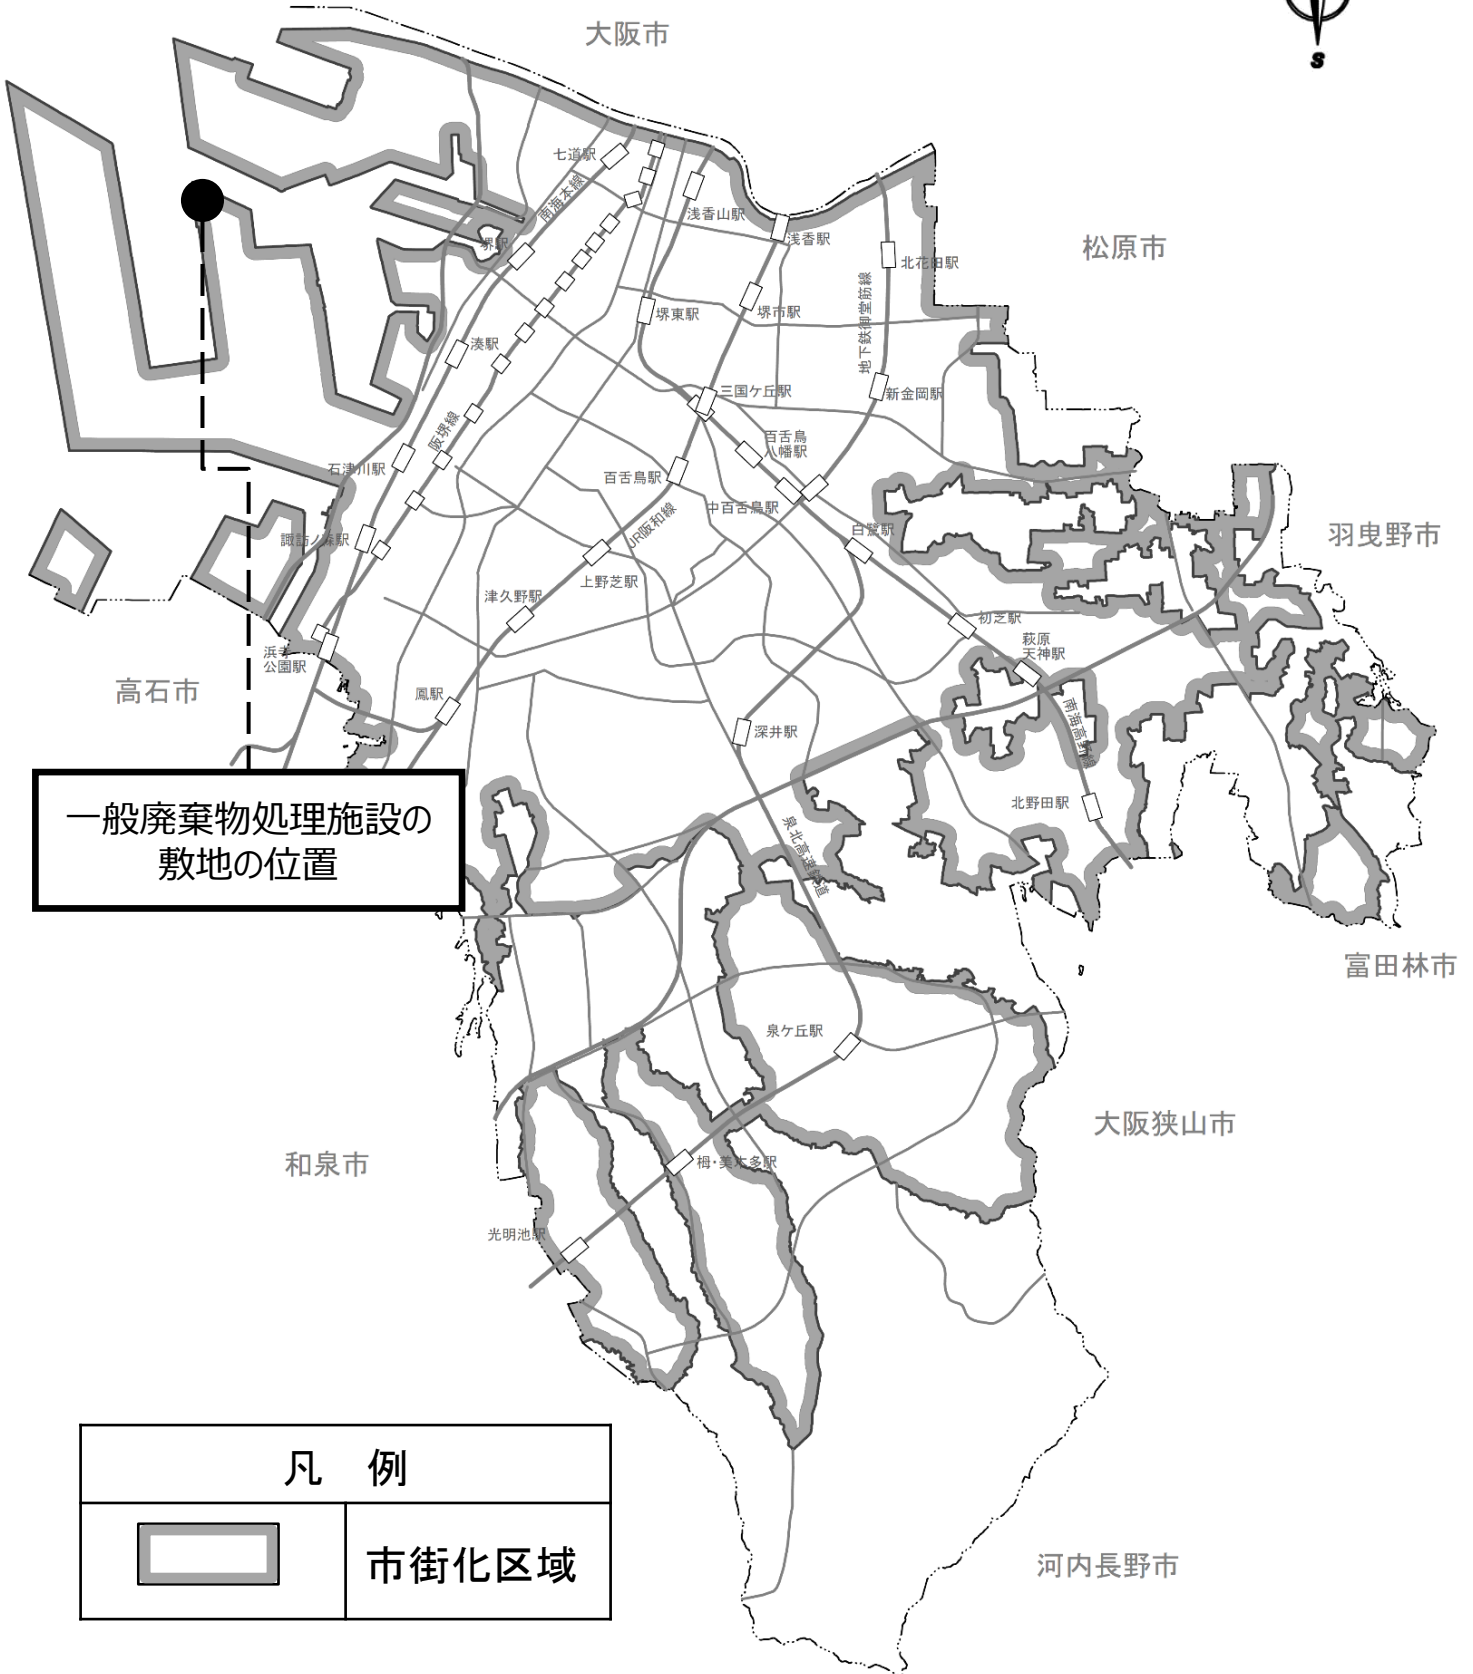 大阪市
S
七道駅
南海本線
浅香山駅
浅香駅
堺駅
北花田駅
松原市
地下鉄御堂筋線
堺東駅
堺市駅
湊駅
三国ケ丘駅
新金岡駅
阪堺線
百舌鳥
八幡駅
石津川駅
百舌鳥駅
中百舌鳥駅
JR阪和線
白鷺駅
羽曳野市
諏訪ノ森駅
上野芝駅
津久野駅
初芝駅
萩原
天神駅
浜寺
公園駅
高石市
鳳駅
南海高野線
深井駅
北野田駅
一般廃棄物処理施設の
敷地の位置
泉北高速鉄道
富田林市
泉ケ丘駅
大阪狭山市
和泉市
栂・美木多駅
光明池駅
凡 例
市街化区域
河内長野市